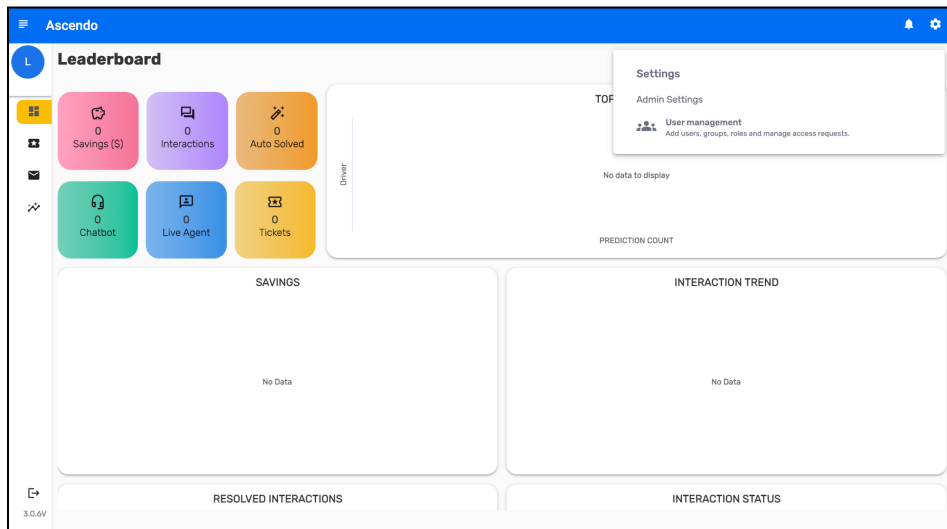 Ascendo
L
Leaderboard
Settings
Admin Settings
User management
Add users, groups, roles and manage access requests.
0
Savings ($)
0
Interactions
0
Auto Solved
0
Chatbot
0
Live Agent
0
Tickets
TOP
Driver
No data to display
PREDICTION COUNT
SAVINGS
No Data
INTERACTION TREND
No Data
RESOLVED INTERACTIONS
INTERACTION STATUS
3.0.6V